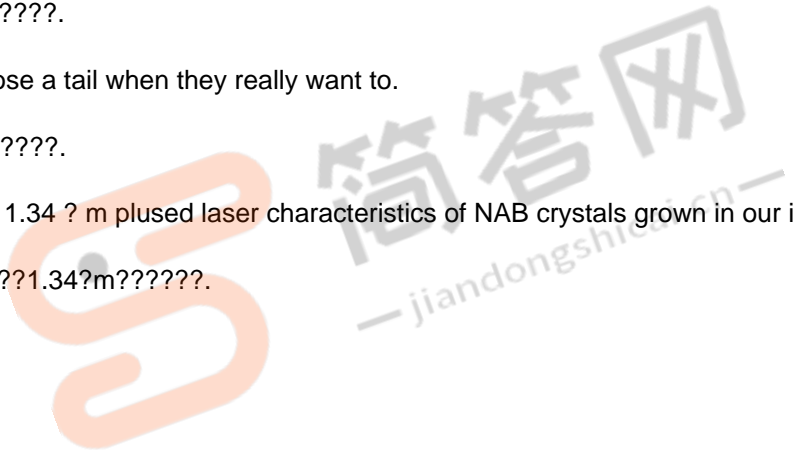 ????.
ose a tail when they really want to.
????.
1.34 ? m plused laser characteristics of NAB crystals grown in our i
??1.34?m??????.
简答网
jiandongshicai.cn